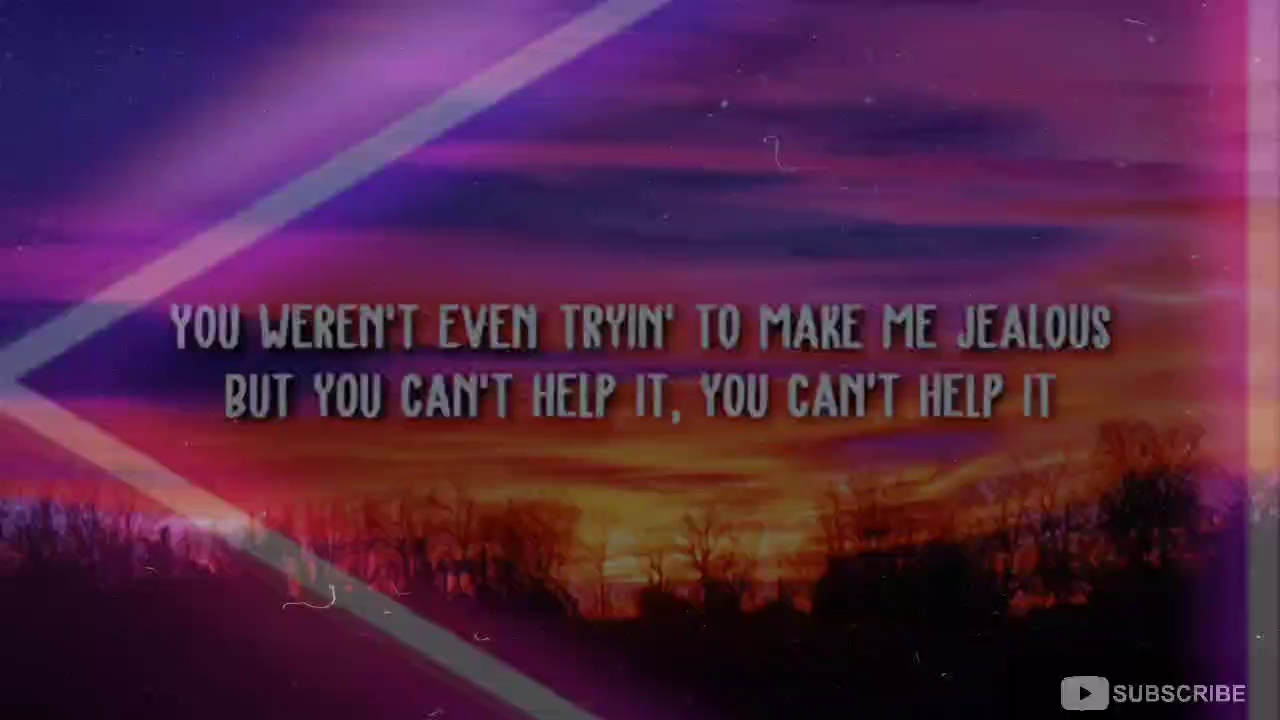 YOU WEREN'T EVEN TRYIN' TO MAKE ME JEALOUS
BUT YOU CAN'T HELP IT, YOU CAN'T HELP IT
SUBSCRIBE